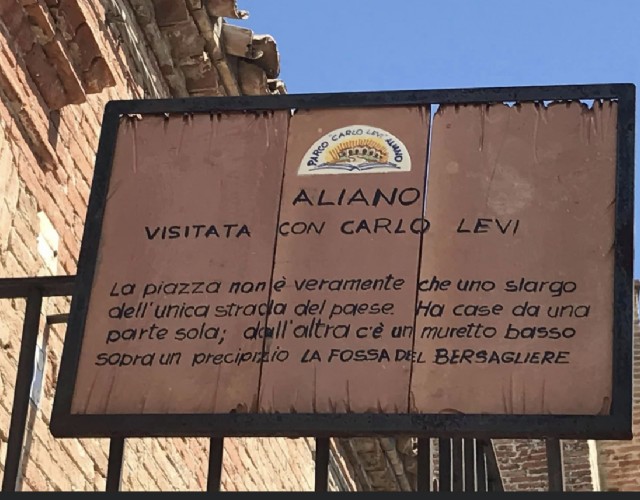 PARCO "CARLO LEVI" ALIANO
ALIANO
VISITATA CON CARLO LEVI
La piazza non è veramente che uno slargo
dell'unica strada del paese. Ha case da una
parte sola; dall'altra c'è un muretto basso
sopra un precipizio LA FOSSA DEL BERSAGLIERE